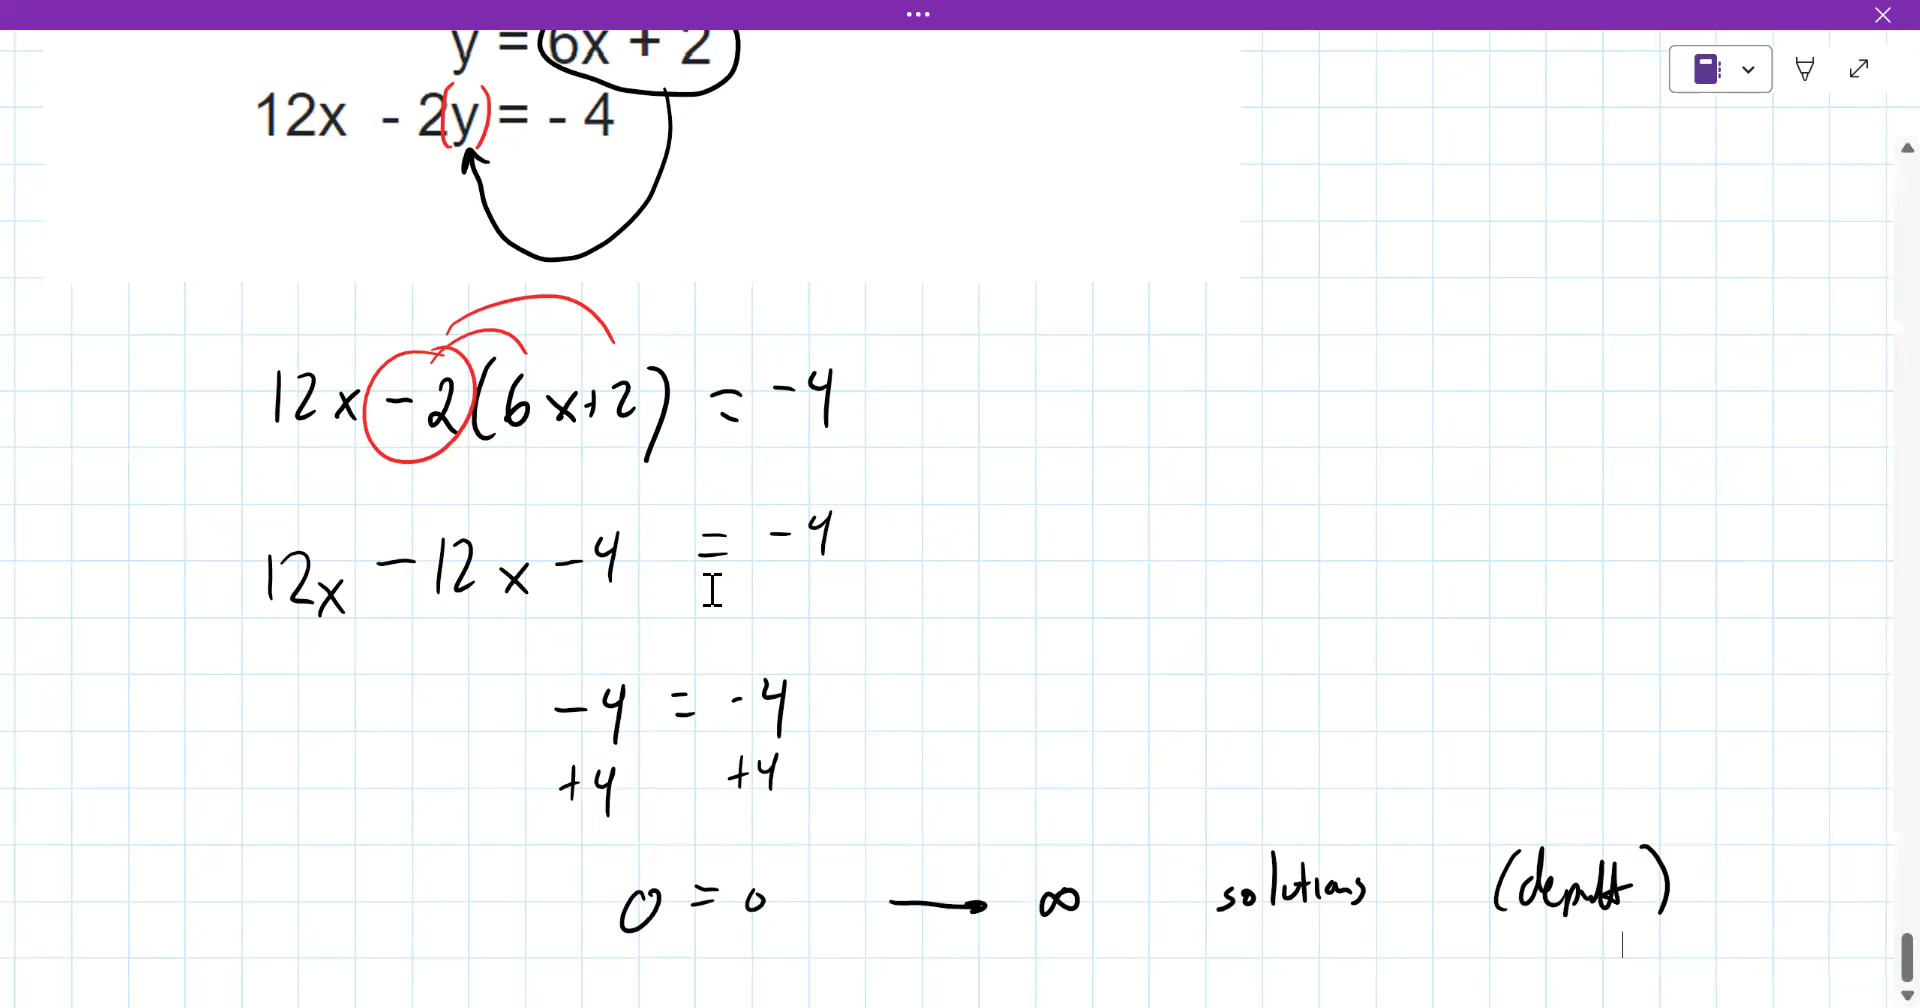 y = 6x + 2
12x - 2(y) = - 4
12x - 2(6x+2) = -4
12x - 12x - 4 = -4
-4 = -4
+4 +4
0 = 0 → ∞ solutions